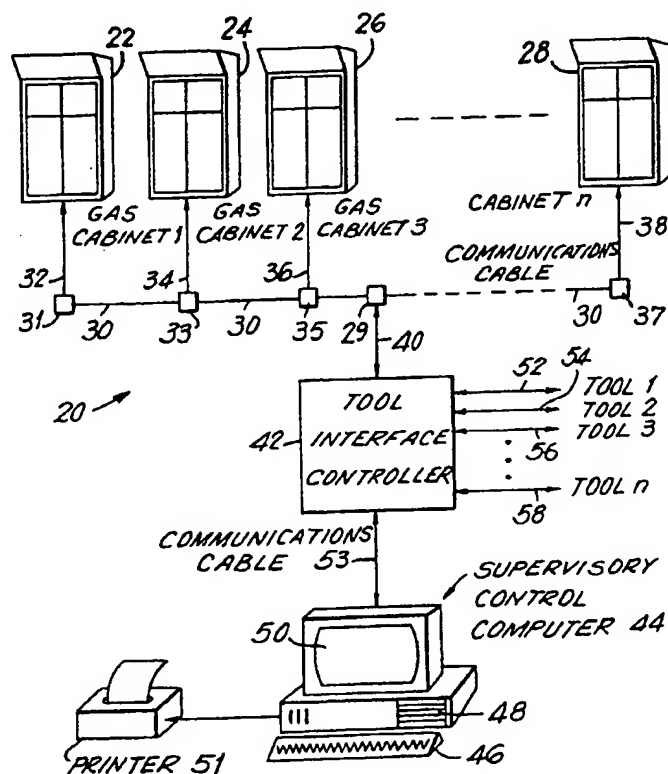 22
24
26
28
GAS CABINET 1
GAS CABINET 2
GAS CABINET 3
CABINET n
32
34
36
38
COMMUNICATIONS CABLE
31
30
33
30
35
29
30
37
40
20
42
TOOL
INTERFACE
CONTROLLER
52
54
TOOL 1
TOOL 2
TOOL 3
56
TOOL n
58
COMMUNICATIONS
CABLE
53
SUPERVISORY
CONTROL
COMPUTER 44
50
48
46
PRINTER 51